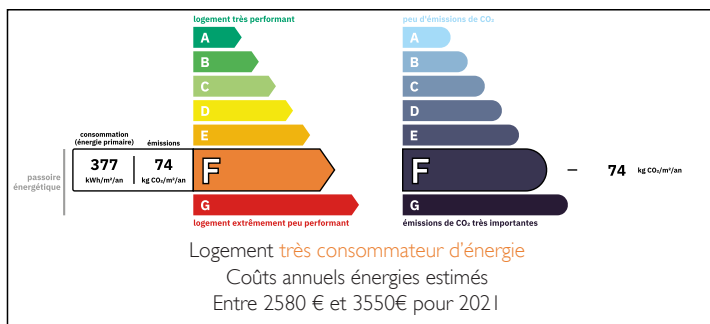 logement très performant
A
B
C
D
E
consommation
(énergie primaire)
émissions
377
kWh/m²/an
74
kg CO₂/m²/an
F
passoire
énergétique
G
logement extrêmement peu performant
peu d'émissions de CO₂
A
B
C
D
E
F
74 kg CO₂/m²/an
G
émissions de CO₂ très importantes
Logement très consommateur d'énergie
Coûts annuels énergies estimés
Entre 2580 € et 3550€ pour 2021